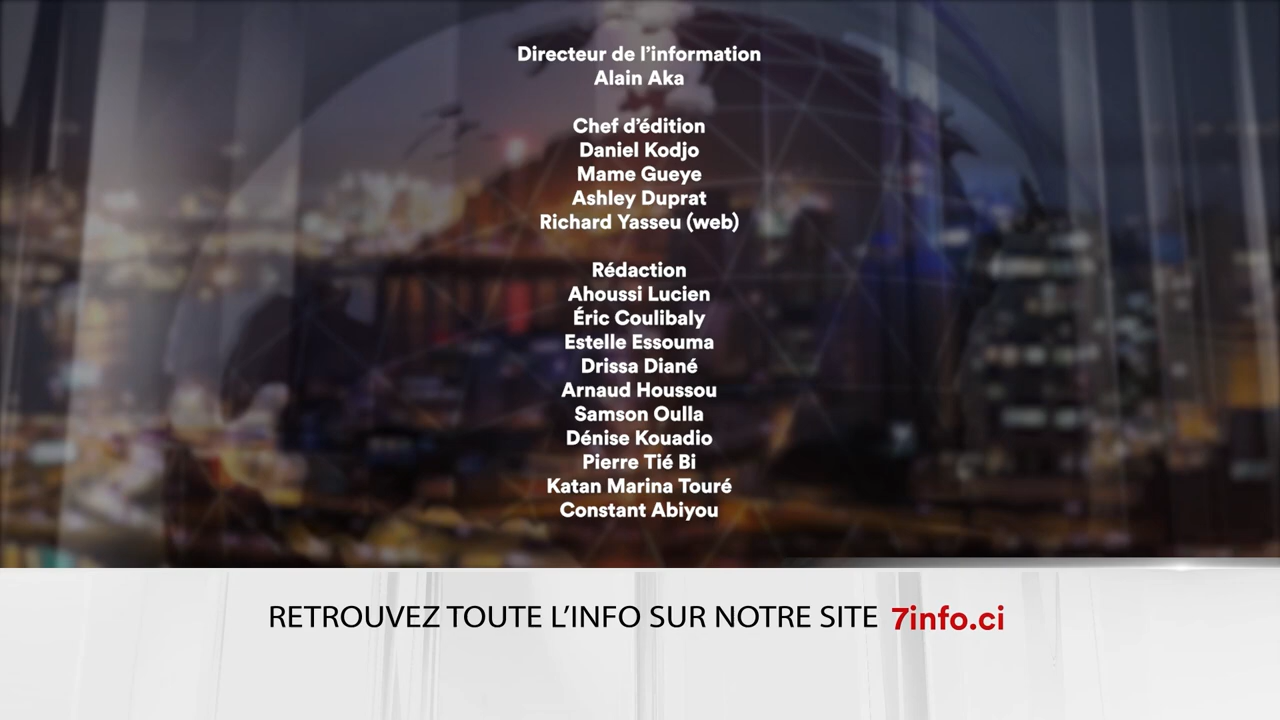 Directeur de l’information
Alain Aka
Chef d’édition
Daniel Kodjo
Mame Gueye
Ashley Duprat
Richard Yasseu (web)
Rédaction
Ahoussi Lucien
Éric Coulibaly
Estelle Essouma
Drissa Diané
Arnaud Houssou
Samson Oulla
Dénise Kouadio
Pierre Tié Bi
Katan Marina Touré
Constant Abiyou
RETROUVEZ TOUTE L’INFO SUR NOTRE SITE 7info.ci